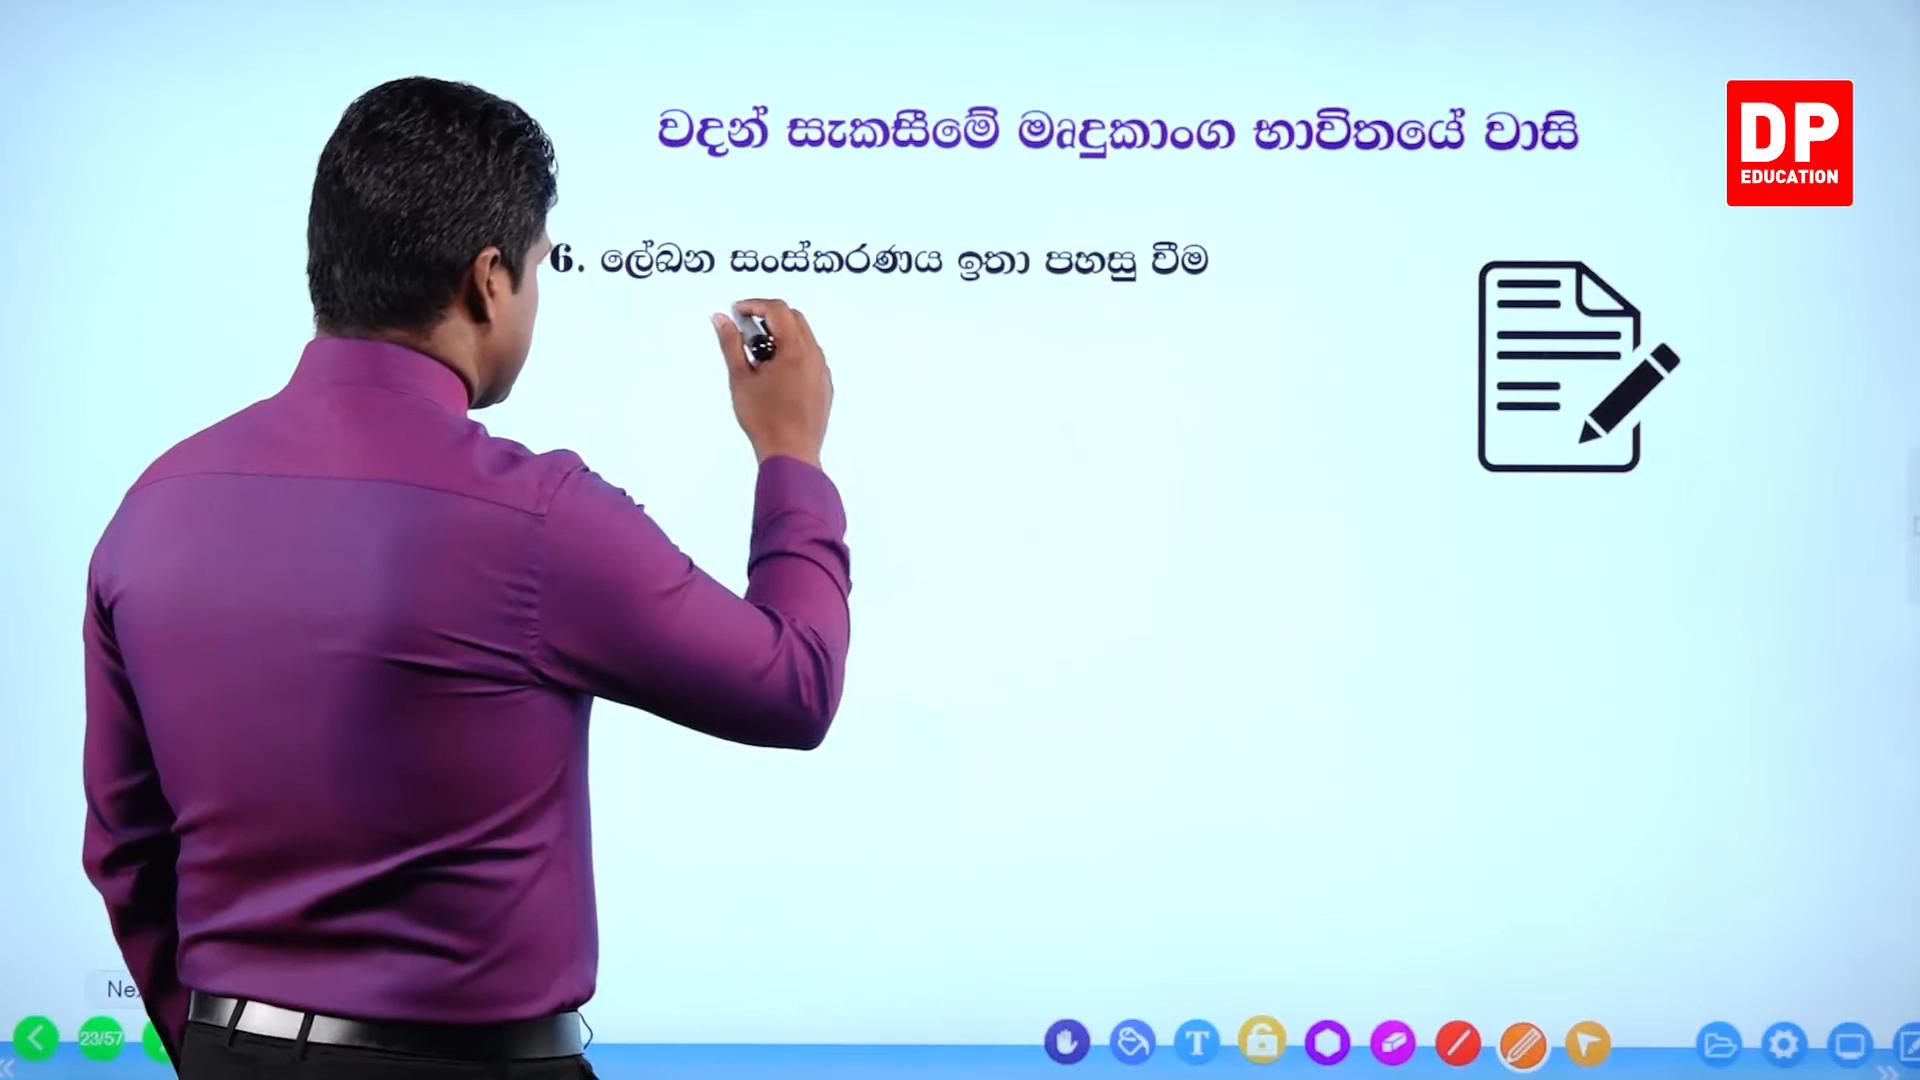 වදන් සැකසීමේ මෘදුකාංග භාවිතයේ වාසි
DP
EDUCATION
6. ලේඛන සංස්කරණය ඉතා පහසු වීම
23/57
T